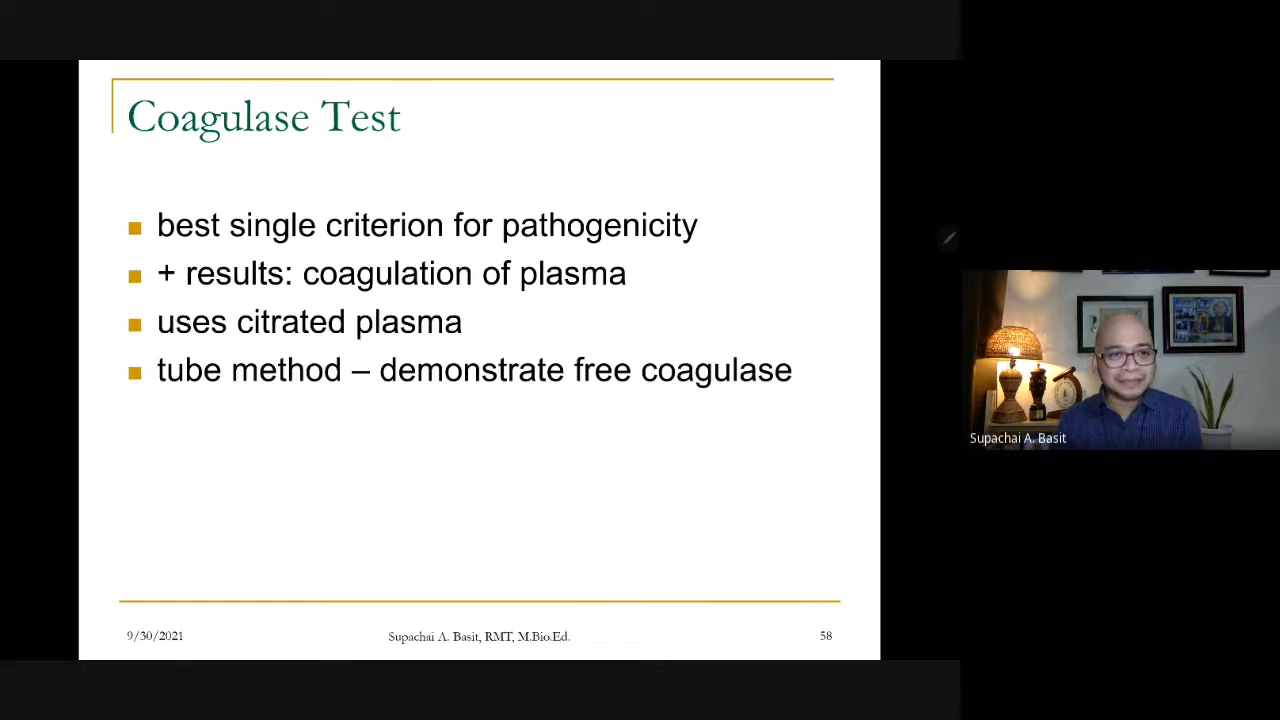 Coagulase Test
best single criterion for pathogenicity
+ results: coagulation of plasma
uses citrated plasma
tube method – demonstrate free coagulase
9/30/2021
Supachai A. Basit, RMT, M.Bio.Ed.
58
Supachai A. Basit